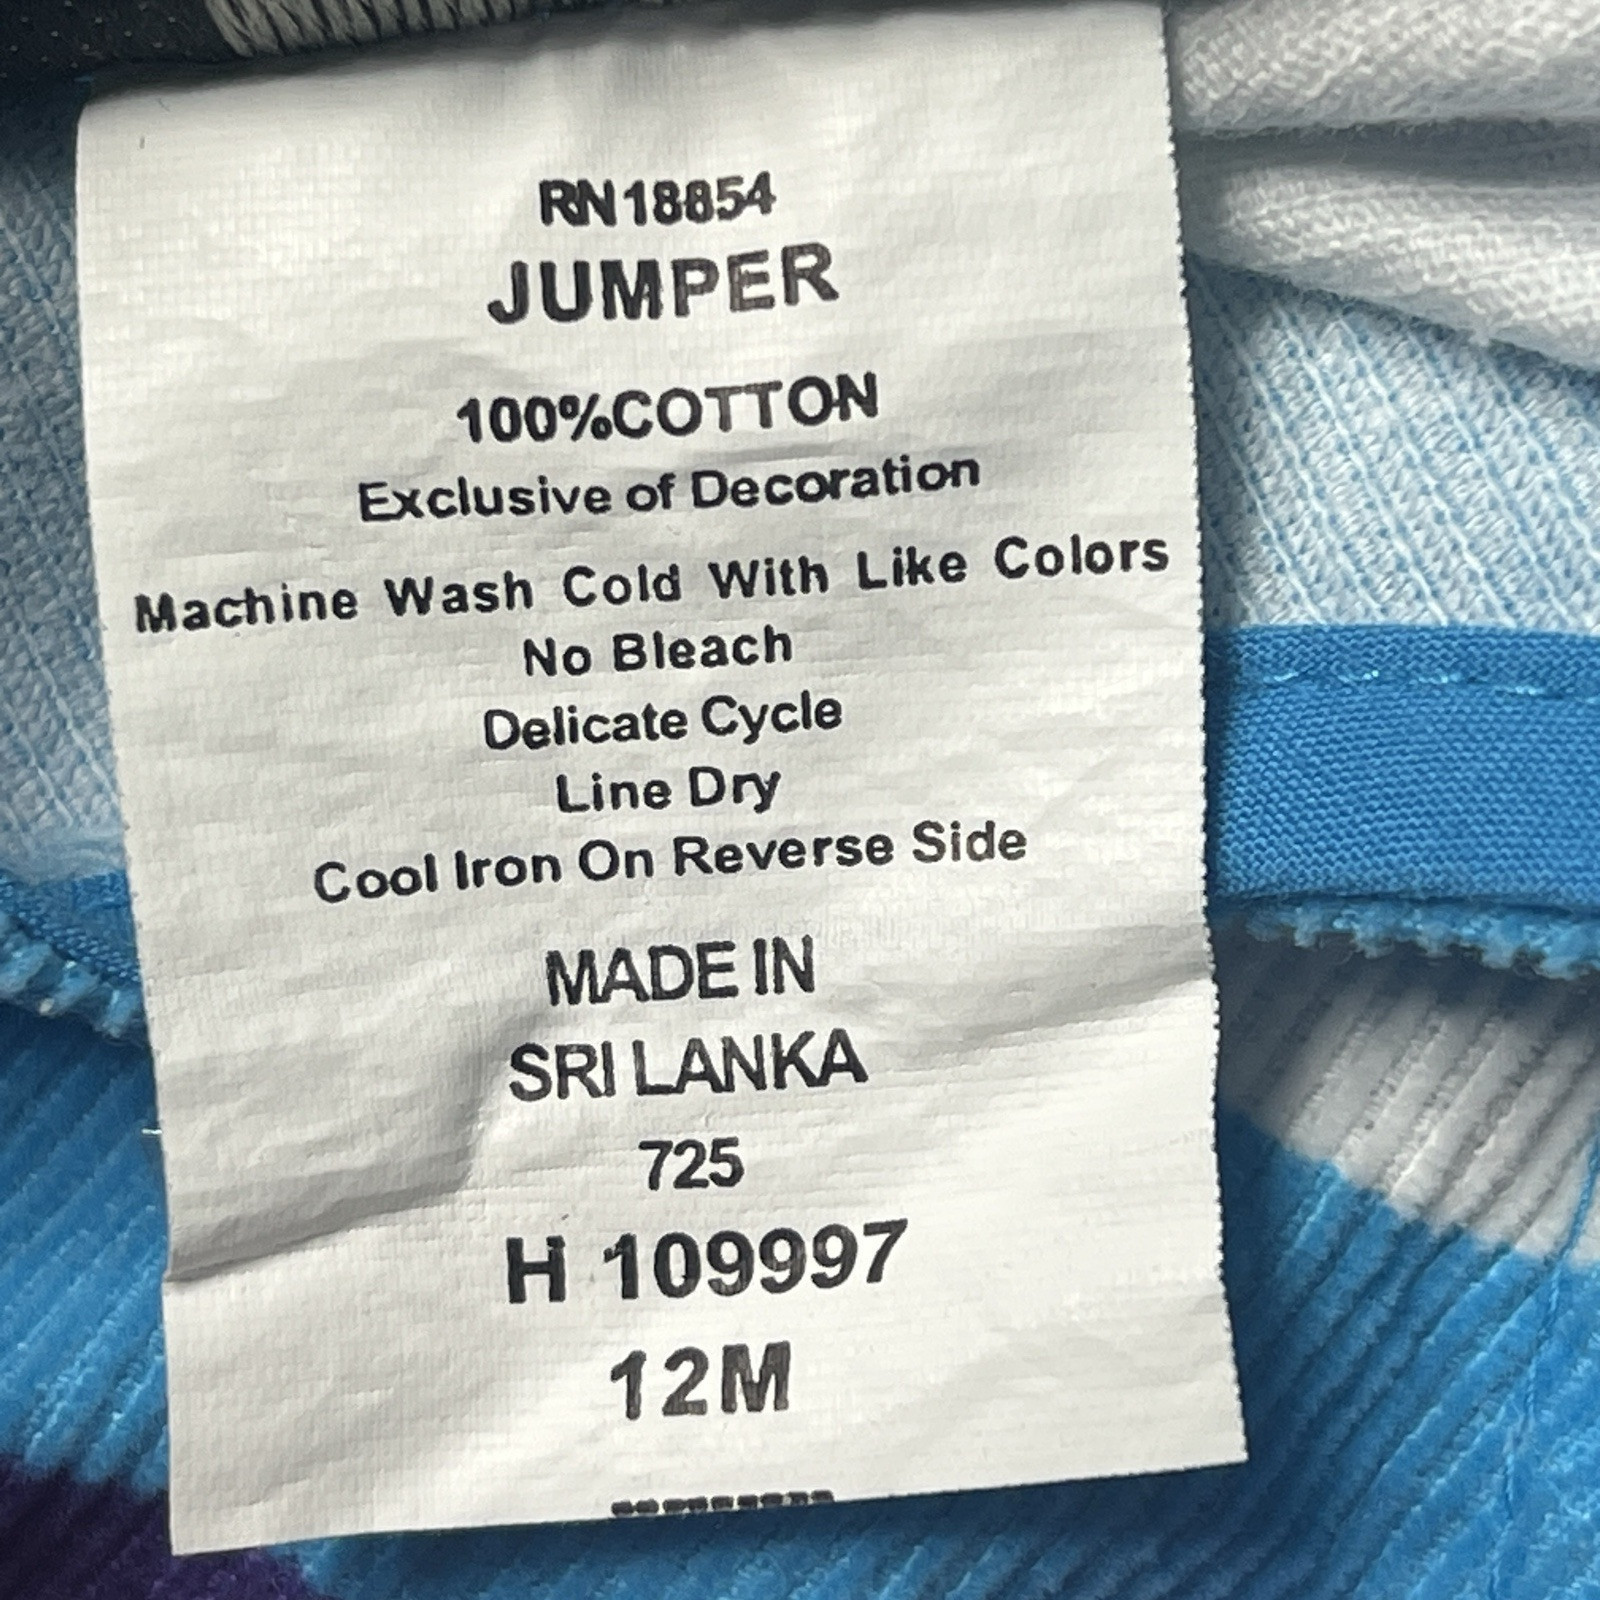 RN18854
JUMPER
100%COTTON
Exclusive of Decoration
Machine Wash Cold With Like Colors
No Bleach
Delicate Cycle
Line Dry
Cool Iron On Reverse Side
MADE IN
SRI LANKA
725
H 109997
12M